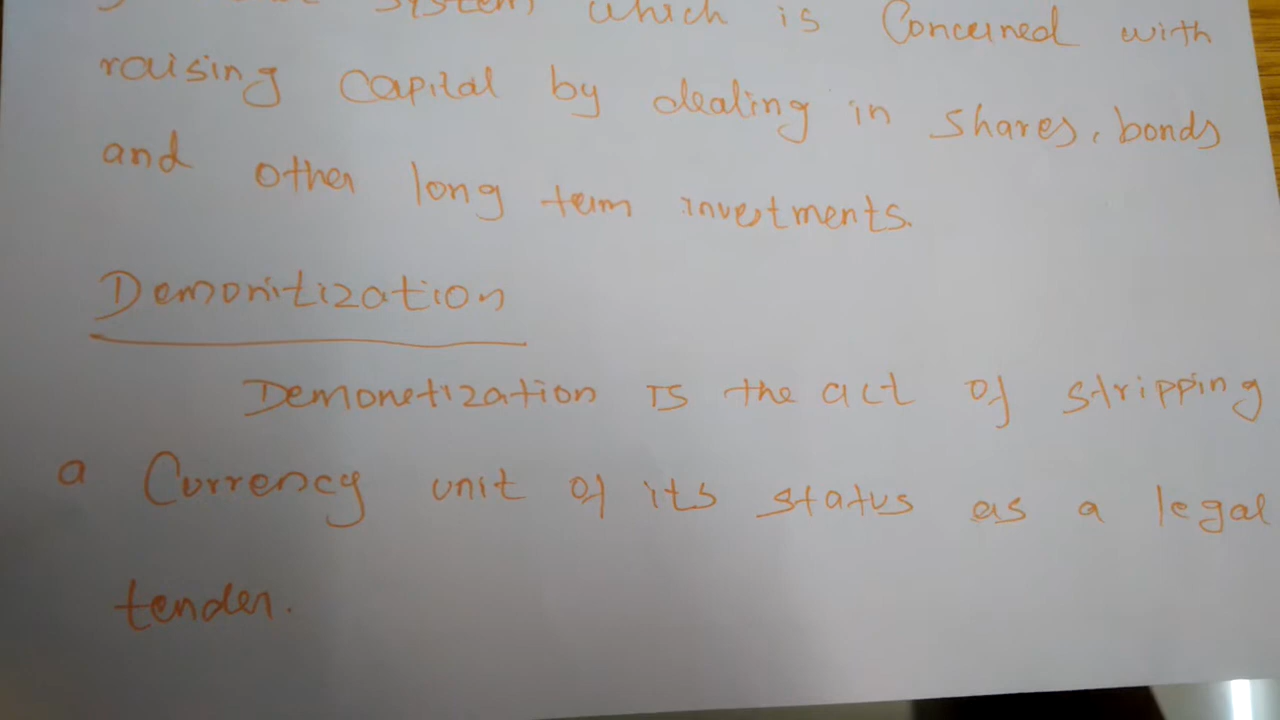 system which is Concerned with
raising capital by dealing in shares, bonds
and other long term investments.
Demonitization
Demonetization is the act of stripping
a Currency unit of its status as a legal
tender.